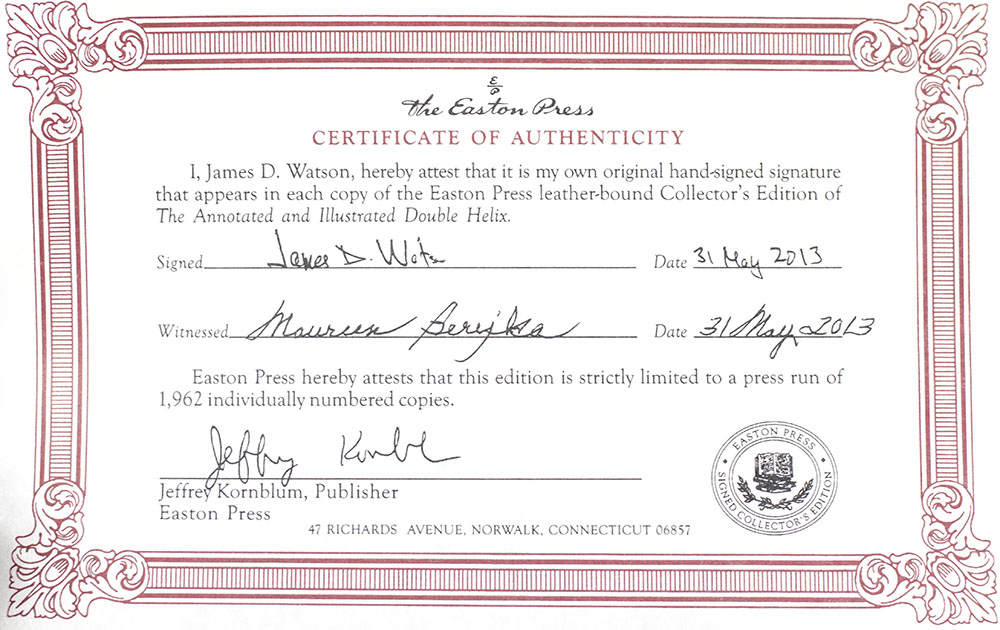 E
P
the Easton Press
CERTIFICATE OF AUTHENTICITY
I, James D. Watson, hereby attest that it is my own original hand-signed signature
that appears in each copy of the Easton Press leather-bound Collector's Edition of
The Annotated and Illustrated Double Helix.
Signed James D. Watson Date 31 May 2013
Witnessed Maureen Berejka Date 31 May 2013
Easton Press hereby attests that this edition is strictly limited to a press run of
1,962 individually numbered copies.
Jeffrey Kornbl
Jeffrey Kornblum, Publisher
Easton Press
47 RICHARDS AVENUE, NORWALK, CONNECTICUT 06857
EASTON PRESS
SIGNED COLLECTOR'S EDITION